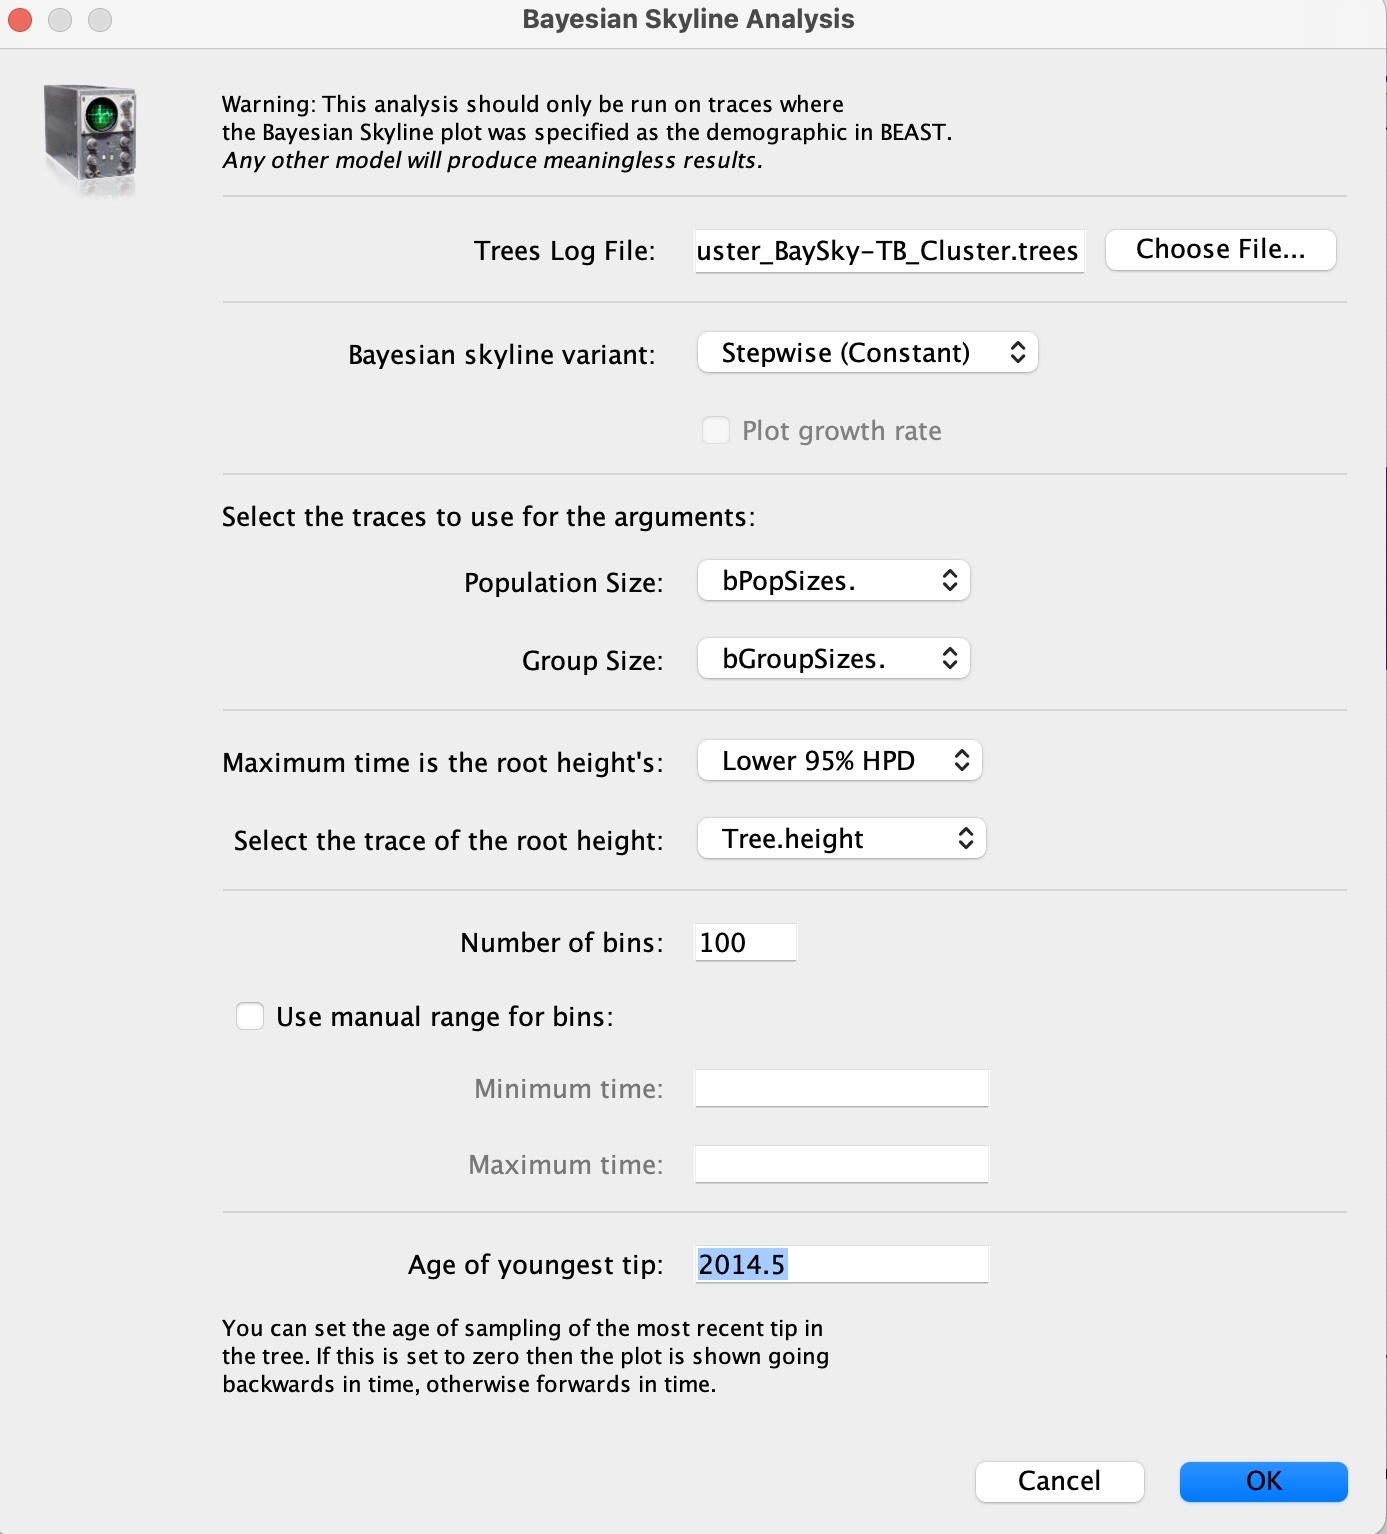 Bayesian Skyline Analysis
Warning: This analysis should only be run on traces where
the Bayesian Skyline plot was specified as the demographic in BEAST.
Any other model will produce meaningless results.
Trees Log File: uster_BaySky-TB_Cluster.trees Choose File...
Bayesian skyline variant: Stepwise (Constant)
Plot growth rate
Select the traces to use for the arguments:
Population Size: bPopSizes.
Group Size: bGroupSizes.
Maximum time is the root height's: Lower 95% HPD
Select the trace of the root height: Tree.height
Number of bins: 100
Use manual range for bins:
Minimum time:
Maximum time:
Age of youngest tip: 2014.5
You can set the age of sampling of the most recent tip in
the tree. If this is set to zero then the plot is shown going
backwards in time, otherwise forwards in time.
Cancel OK